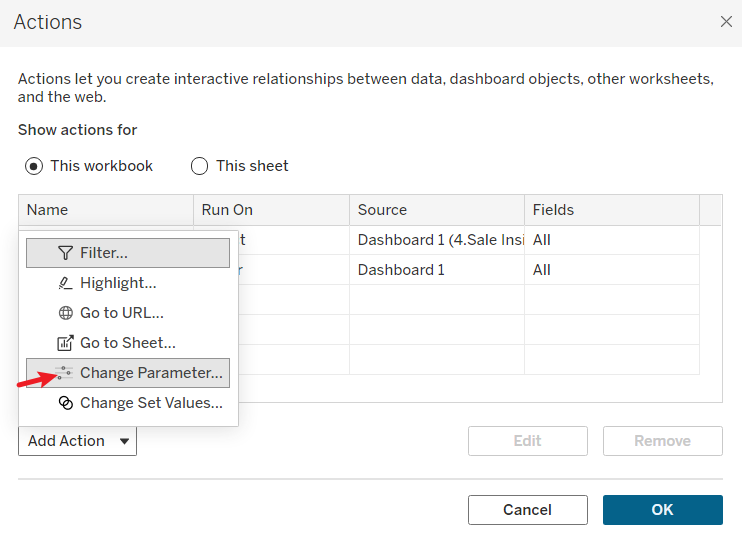 Actions
Actions let you create interactive relationships between data, dashboard objects, other worksheets,
and the web.
Show actions for
This workbook
This sheet
Name Run On Source Fields
t Dashboard 1 (4.Sale Insi All
r Dashboard 1 All
Filter...
Highlight...
Go to URL...
Go to Sheet...
Change Parameter...
Change Set Values...
Add Action
Edit
Remove
Cancel
OK